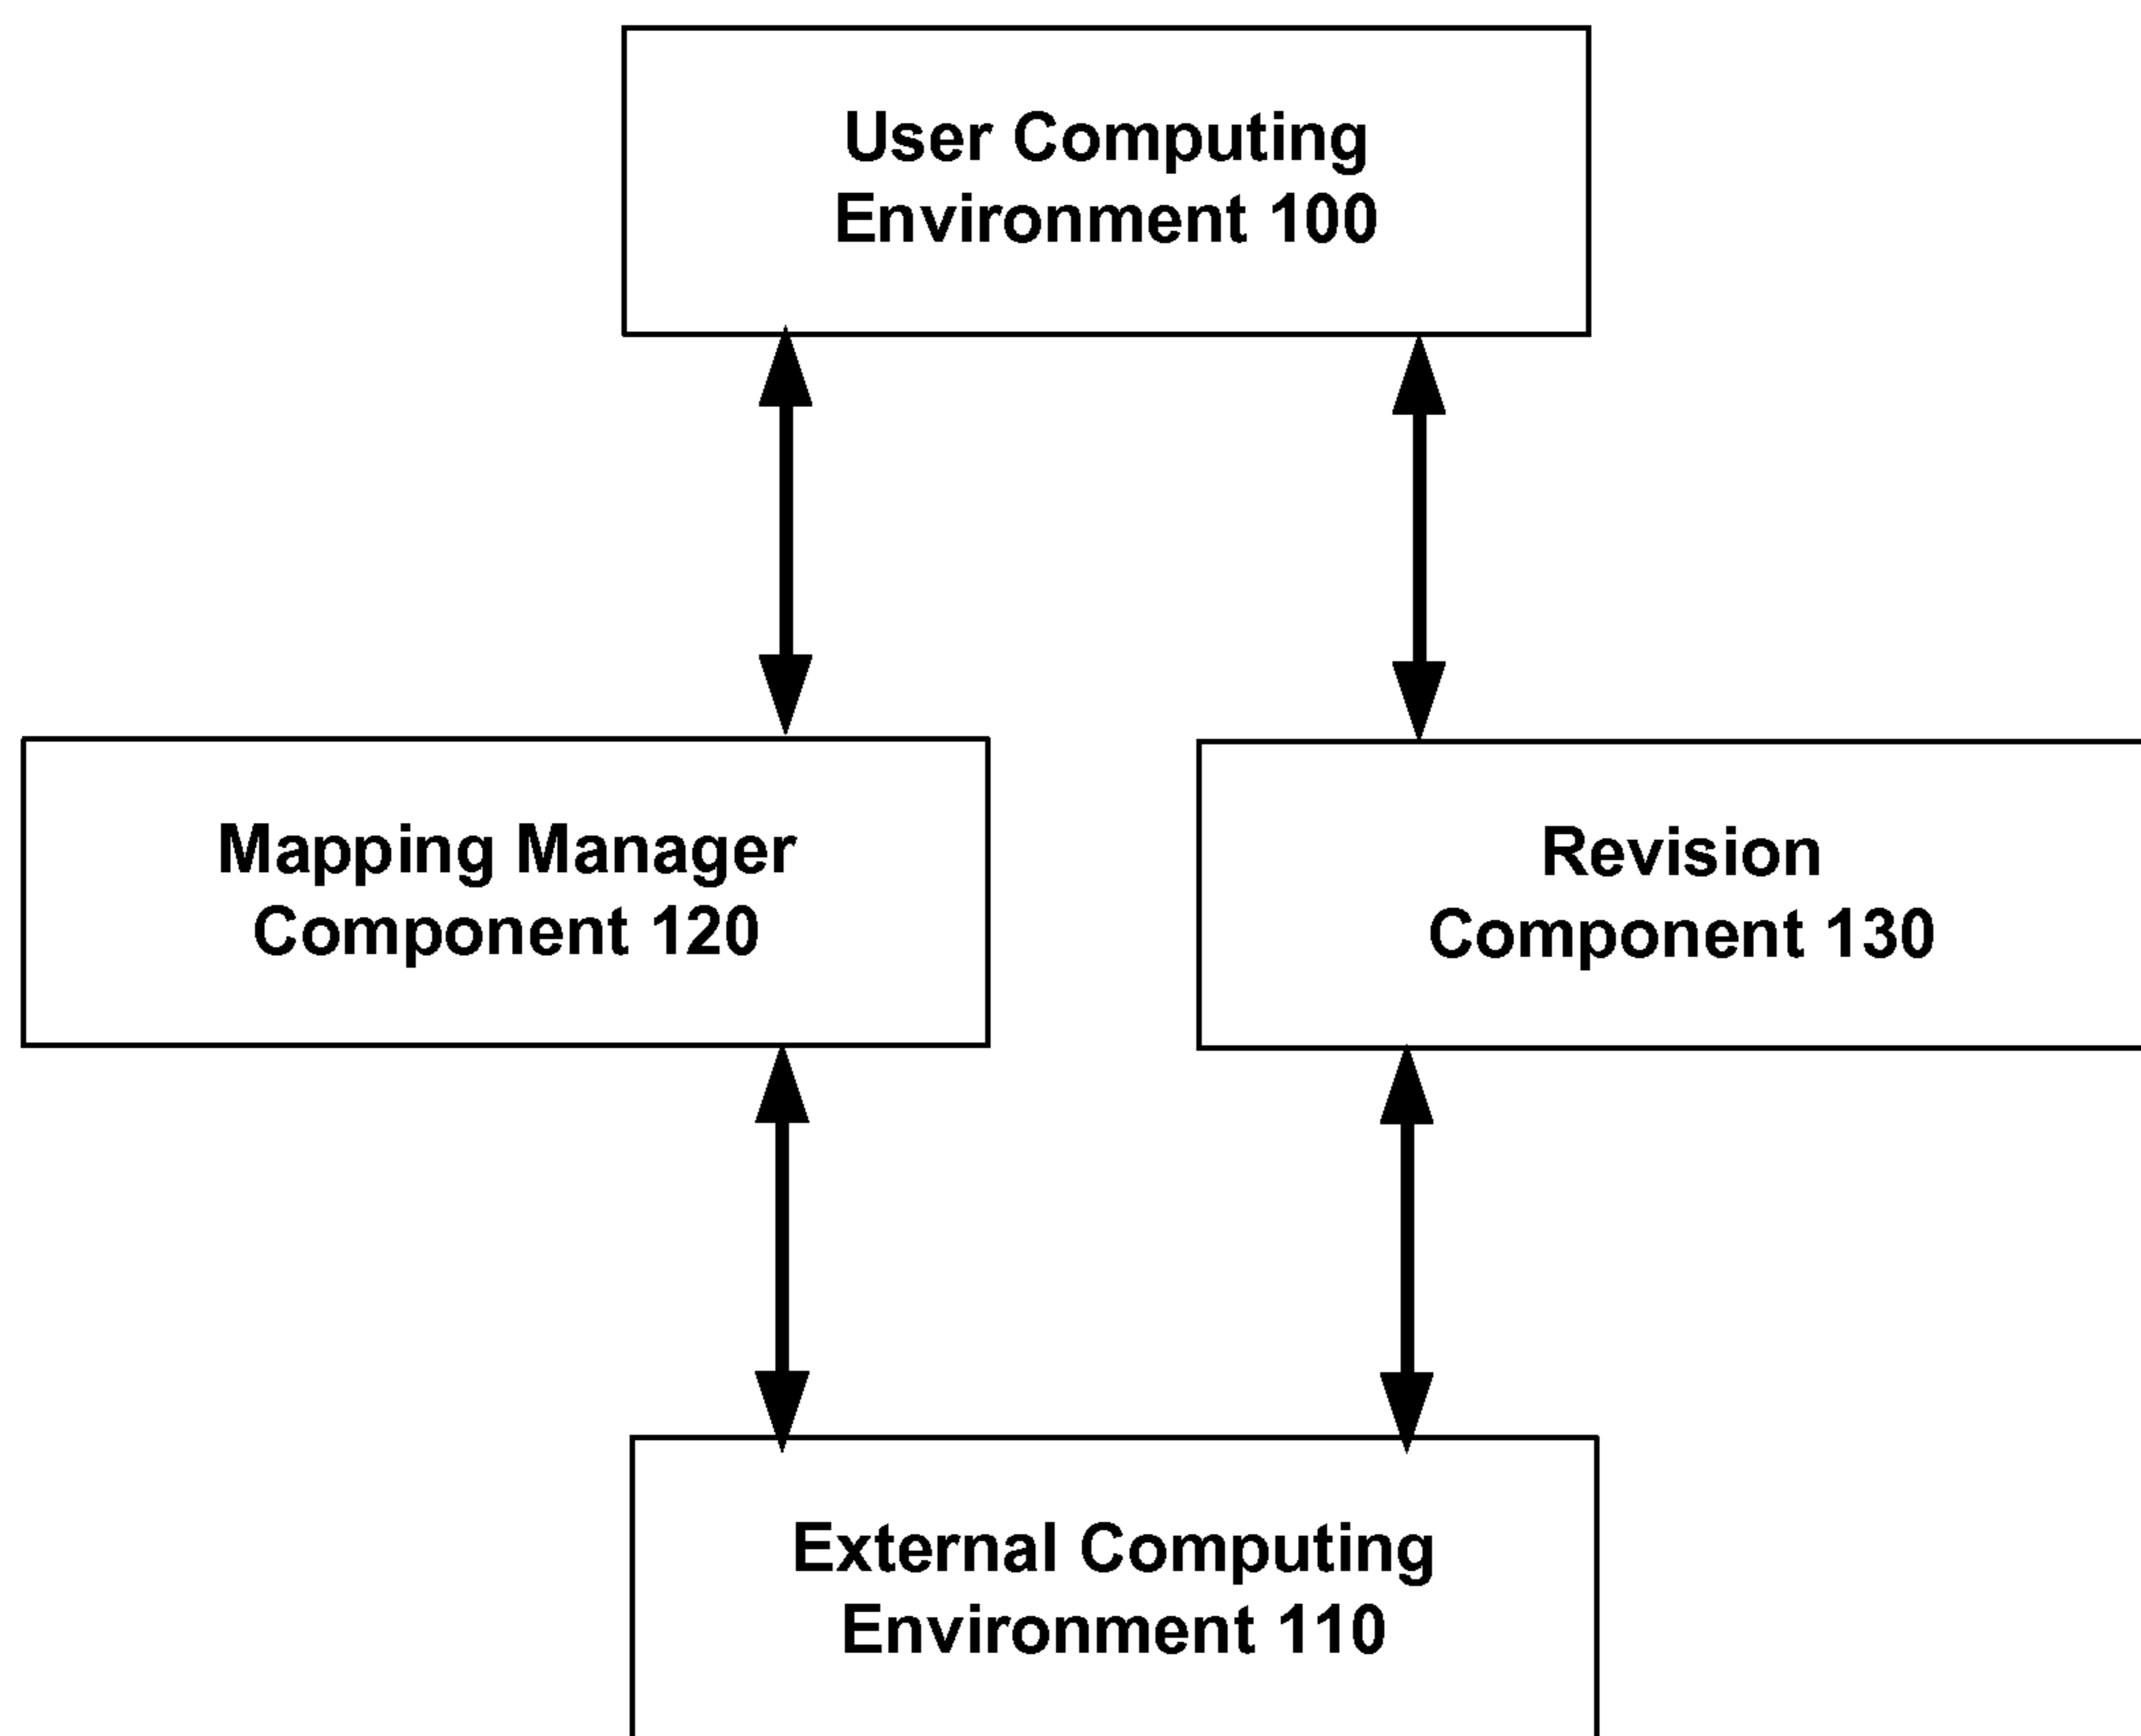 User Computing
Environment 100
Mapping Manager
Component 120
Revision
Component 130
External Computing
Environment 110